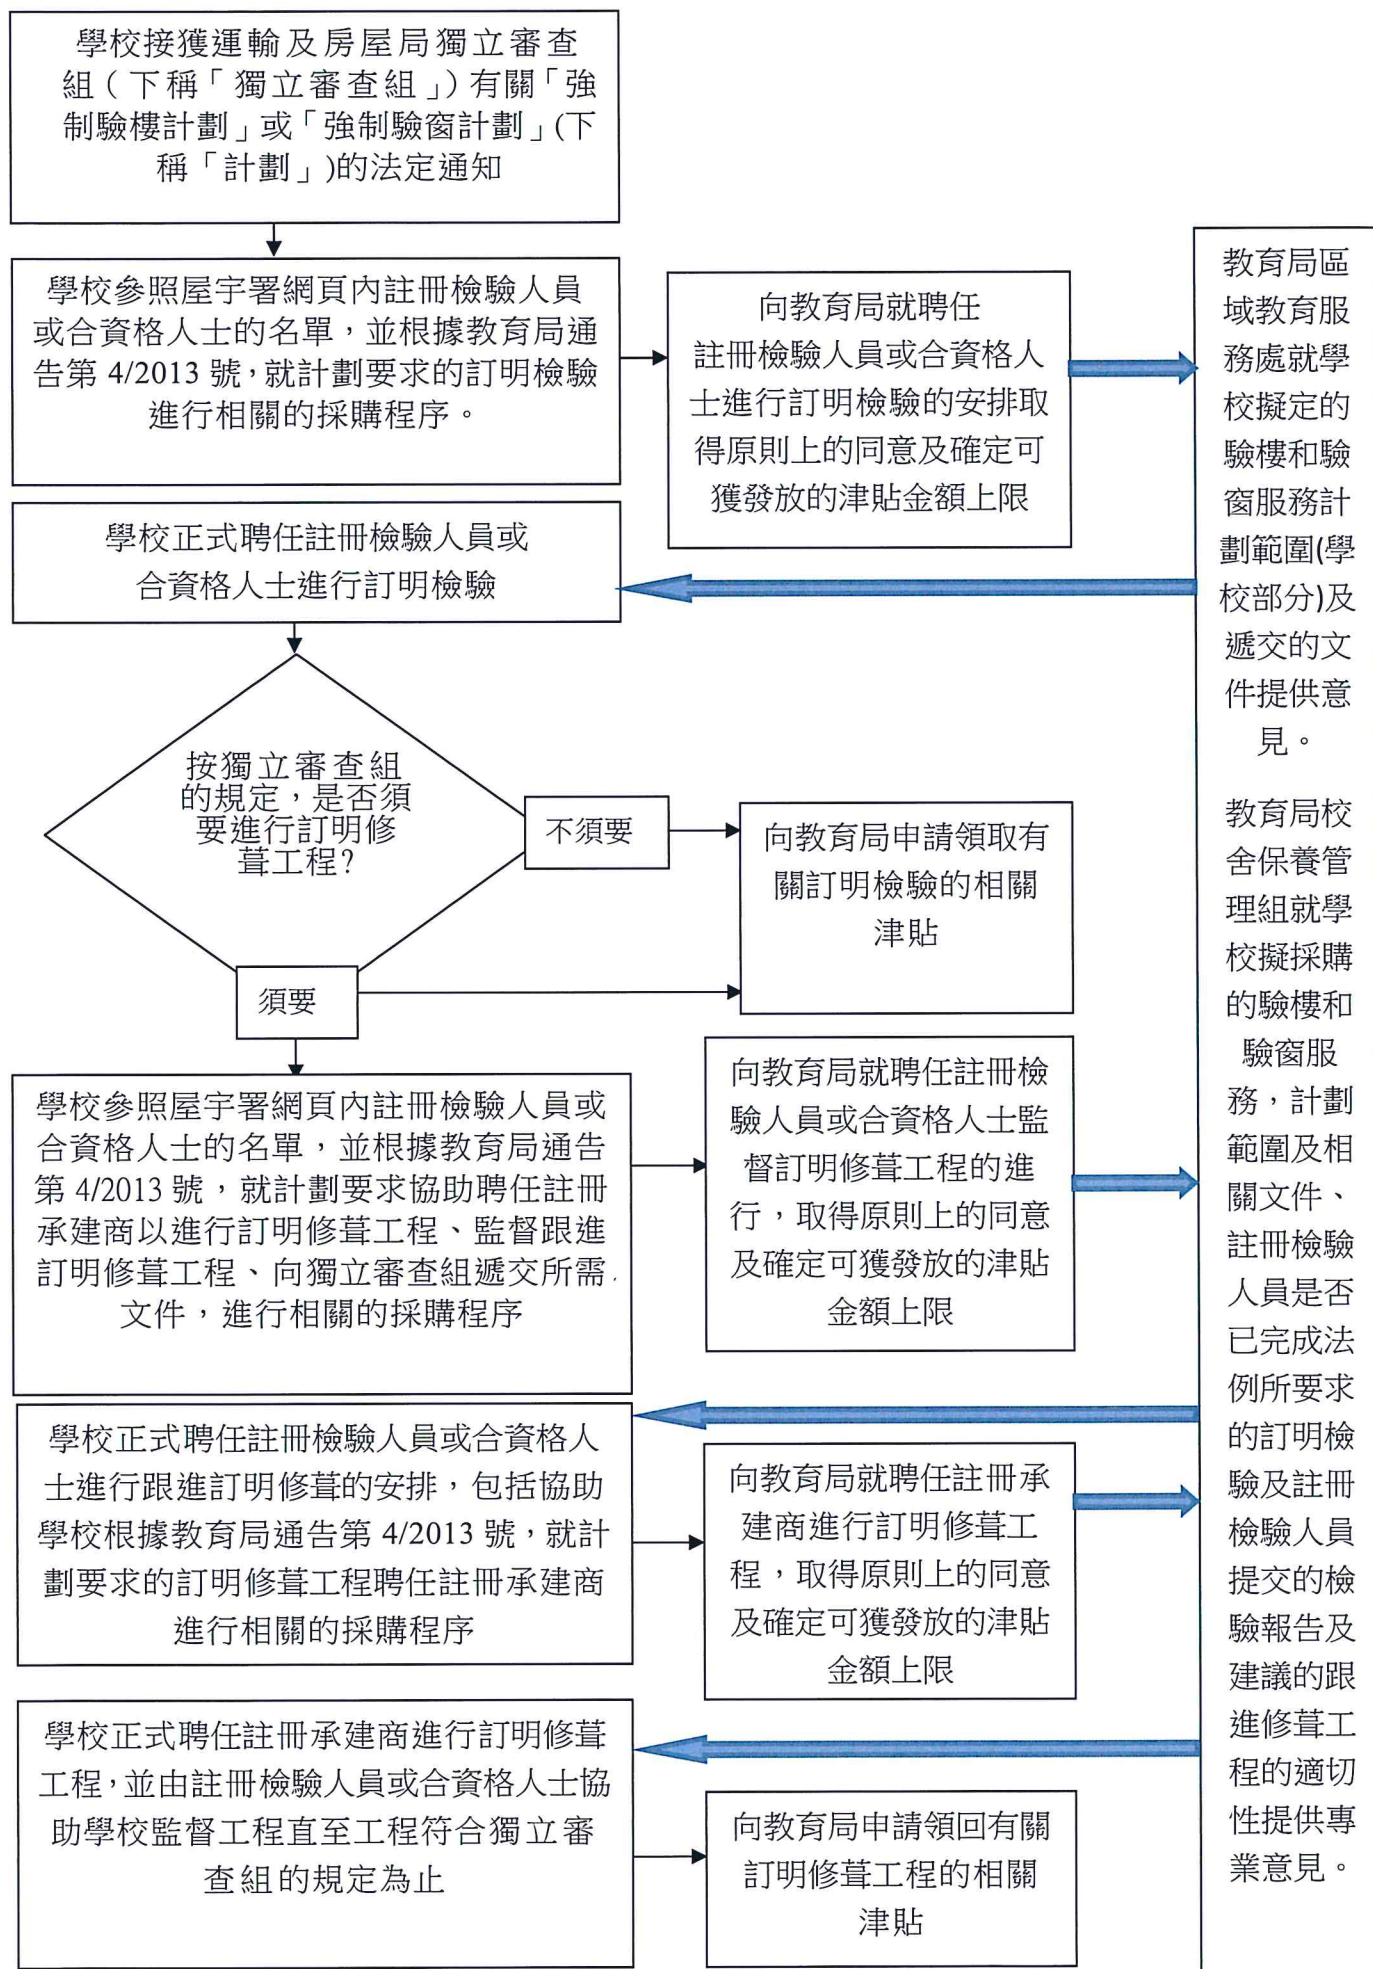 學校接獲運輸及房屋局獨立審查
組（下稱「獨立審查組」）有關「強
制驗樓計劃」或「強制驗窗計劃」(下
稱「計劃」)的法定通知
學校參照屋宇署網頁內註冊檢驗人員
或合資格人士的名單，並根據教育局通
告第 4/2013 號，就計劃要求的訂明檢驗
進行相關的採購程序。
向教育局就聘任
註冊檢驗人員或合資格人
士進行訂明檢驗的安排取
得原則上的同意及確定可
獲發放的津貼金額上限
學校正式聘任註冊檢驗人員或
合資格人士進行訂明檢驗
按獨立審查組
的規定，是否須
要進行訂明修
葺工程?
不須要
向教育局申請領取有
關訂明檢驗的相關
津貼
須要
學校參照屋宇署網頁內註冊檢驗人員或
合資格人士的名單，並根據教育局通告
第 4/2013 號，就計劃要求協助聘任註冊
承建商以進行訂明修葺工程、監督跟進
訂明修葺工程、向獨立審查組遞交所需
文件，進行相關的採購程序
向教育局就聘任註冊檢
驗人員或合資格人士監
督訂明修葺工程的進
行，取得原則上的同意
及確定可獲發放的津貼
金額上限
學校正式聘任註冊檢驗人員或合資格人
士進行跟進訂明修葺的安排，包括協助
學校根據教育局通告第 4/2013 號，就計
劃要求的訂明修葺工程聘任註冊承建商
進行相關的採購程序
向教育局就聘任註冊承
建商進行訂明修葺工
程，取得原則上的同意
及確定可獲發放的津貼
金額上限
學校正式聘任註冊承建商進行訂明修葺
工程，並由註冊檢驗人員或合資格人士協
助學校監督工程直至工程符合獨立審
查組的規定為止
向教育局申請領回有關
訂明修葺工程的相關
津貼
教育局區
域教育服
務處就學
校擬定的
驗樓和驗
窗服務計
劃範圍(學
校部分)及
遞交的文
件提供意
見。
教育局校
舍保養管
理組就學
校擬採購
的驗樓和
驗窗服
務，計劃
範圍及相
關文件、
註冊檢驗
人員是否
已完成法
例所要求
的訂明檢
驗及註冊
檢驗人員
提交的檢
驗報告及
建議的跟
進修葺工
程的適切
性提供專
業意見。